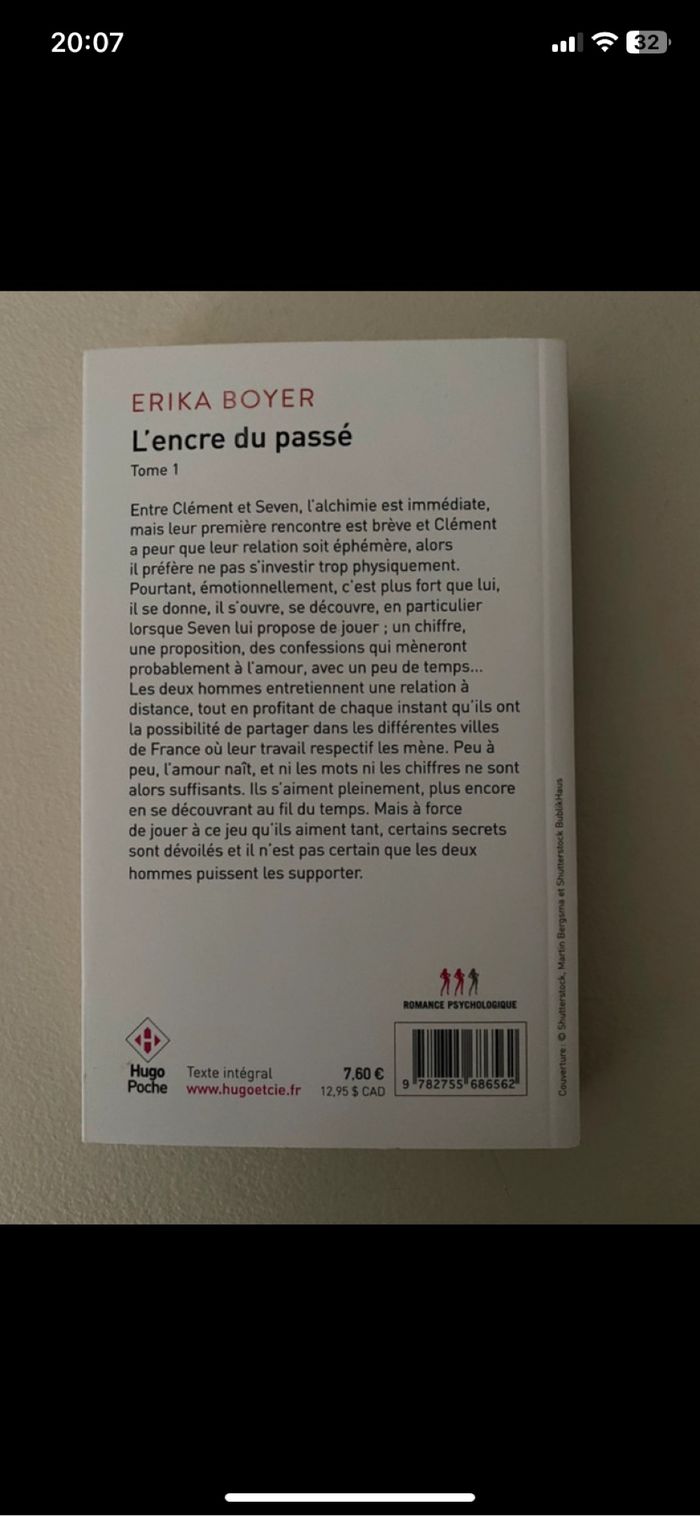 20:07
32
ERIKA BOYER
L'encre du passé
Tome 1
Entre Clément et Seven, l'alchimie est immédiate,
mais leur première rencontre est brève et Clément
a peur que leur relation soit éphémère, alors
il préfère ne pas s'investir trop physiquement.
Pourtant, émotionnellement, c'est plus fort que lui,
il se donne, il s'ouvre, se découvre, en particulier
lorsque Seven lui propose de jouer ; un chiffre,
une proposition, des confessions qui mèneront
probablement à l'amour, avec un peu de temps...
Les deux hommes entretiennent une relation à
distance, tout en profitant de chaque instant qu'ils ont
la possibilité de partager dans les différentes villes
de France où leur travail respectif les mène. Peu à
peu, l'amour naît, et ni les mots ni les chiffres ne sont
alors suffisants. Ils s'aiment pleinement, plus encore
en se découvrant au fil du temps. Mais à force
de jouer à ce jeu qu'ils aiment tant, certains secrets
sont dévoilés et il n'est pas certain que les deux
hommes puissent les supporter.
Couverture : © Shutterstock, Martin Bergsma et Shutterstock BublikHaus
ROMANCE PSYCHOLOGIQUE
Hugo
Poche
Texte intégral
www.hugoetcie.fr
7,60 €
12,95 $ CAD
9 782755 686562